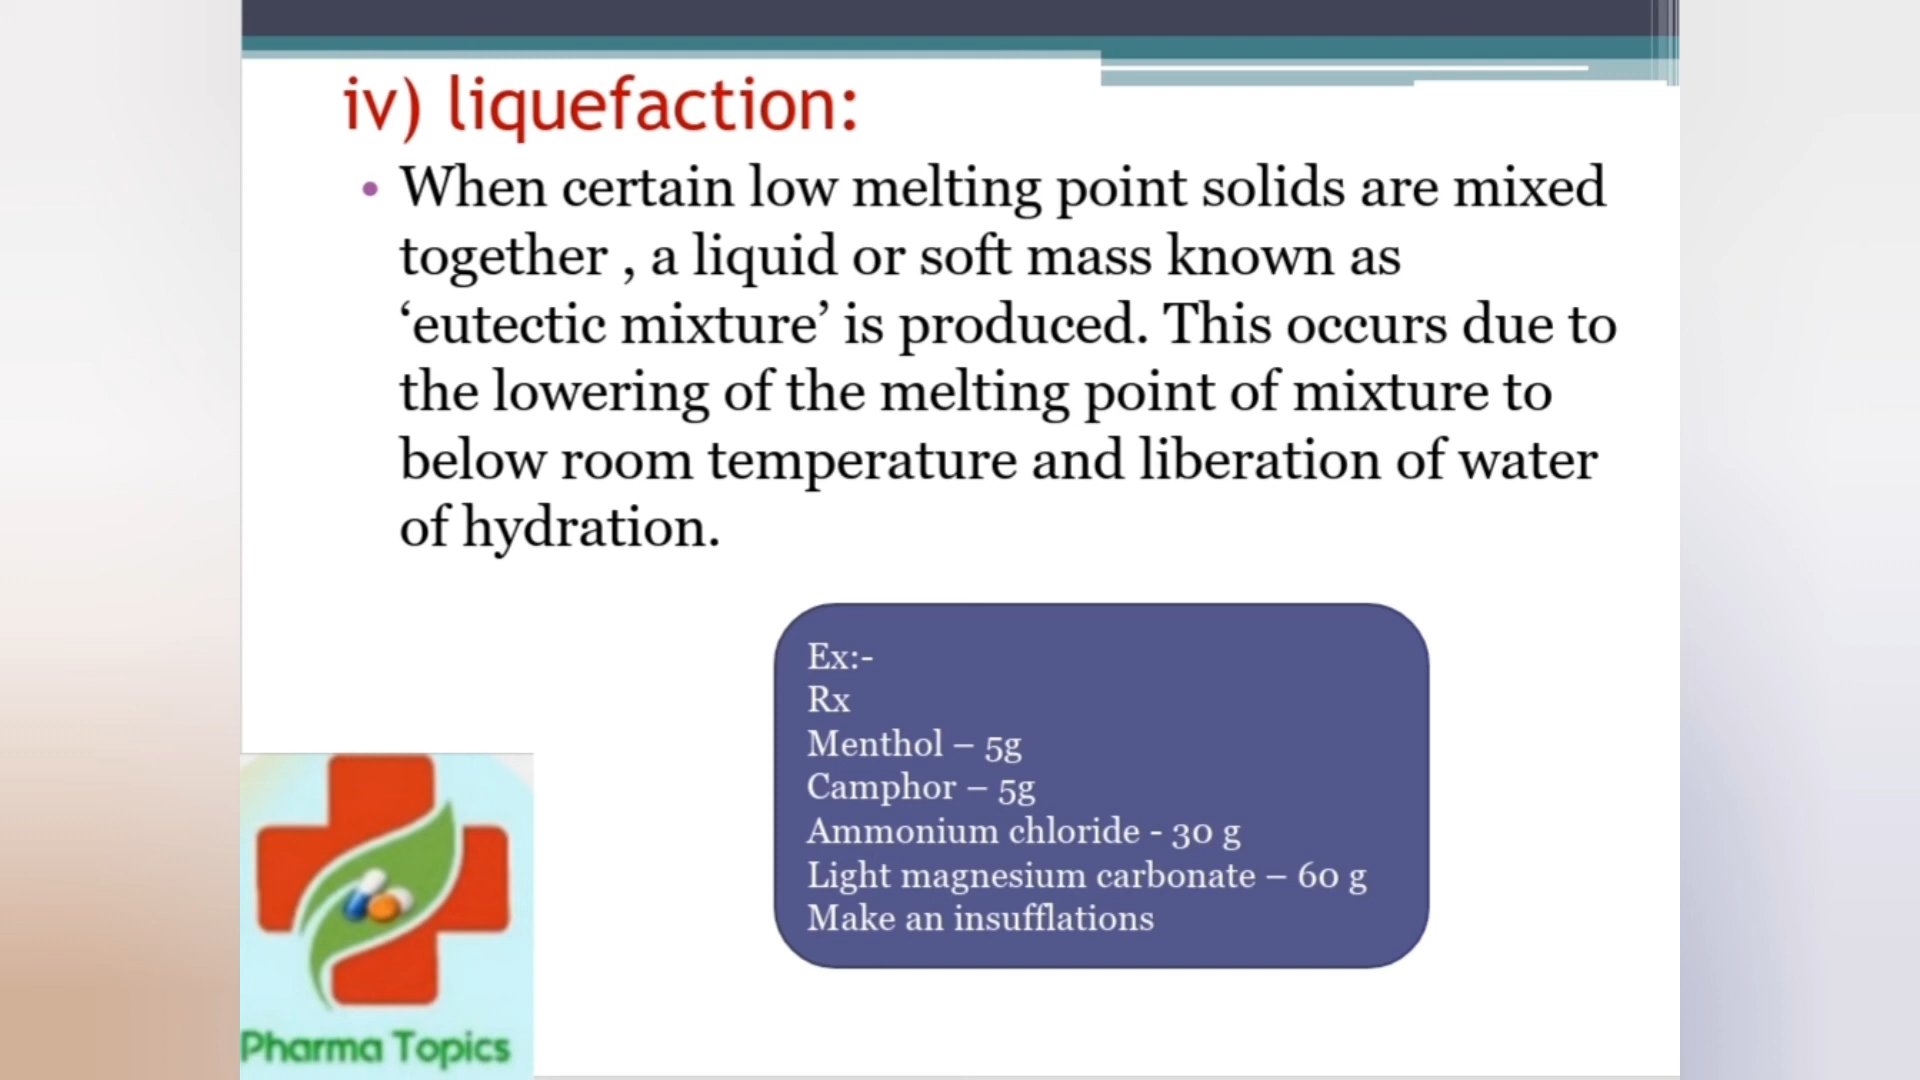 iv) liquefaction:
• When certain low melting point solids are mixed
together , a liquid or soft mass known as
‘eutectic mixture’ is produced. This occurs due to
the lowering of the melting point of mixture to
below room temperature and liberation of water
of hydration.
Ex:-
Rx
Menthol – 5g
Camphor – 5g
Ammonium chloride - 30 g
Light magnesium carbonate – 60 g
Make an insufflations
Pharma Topics